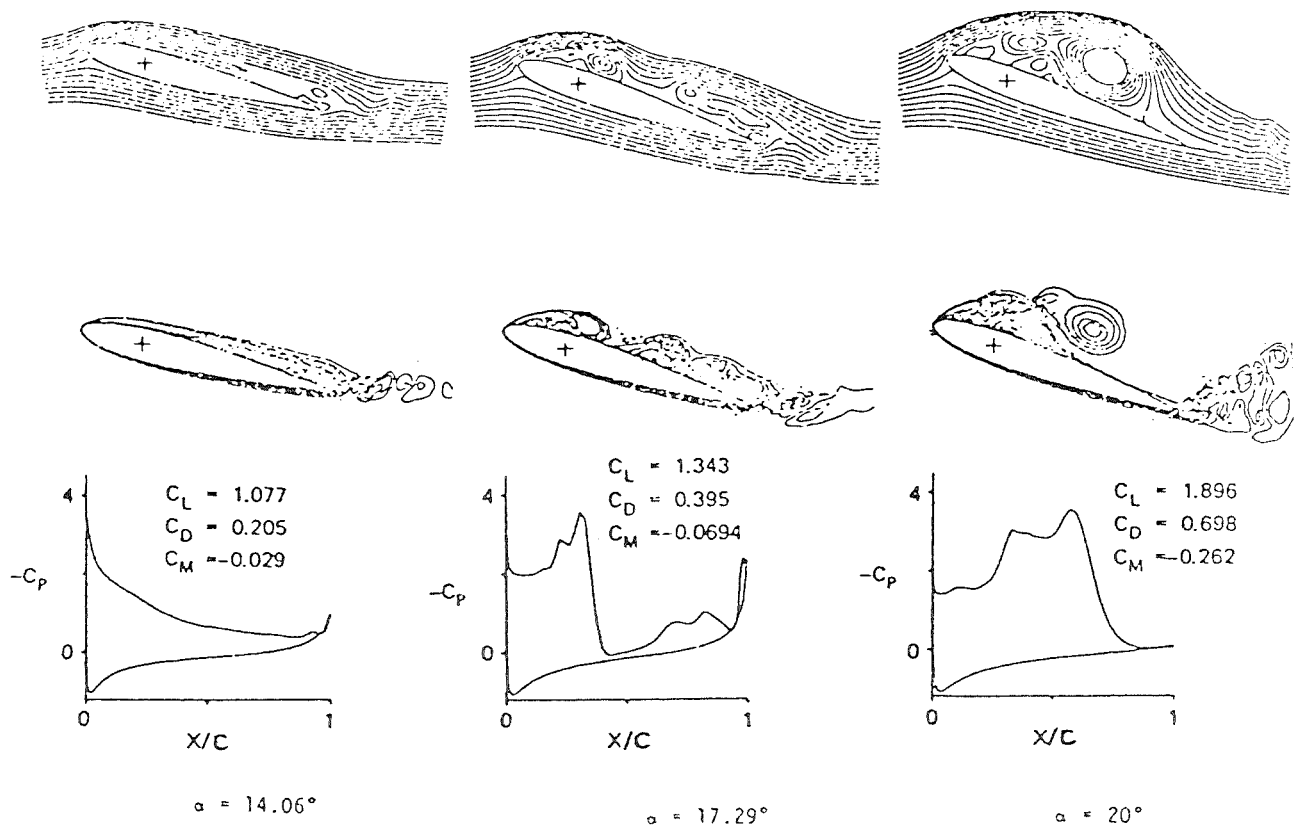 4
C_L = 1.077
C_D = 0.205
C_M =-0.029
-C_P
0
0
1
X/C
α = 14.06°
4
C_L = 1.343
C_D = 0.395
C_M =-0.0694
-C_P
0
0
1
X/C
α = 17.29°
4
C_L = 1.896
C_D = 0.698
C_M =-0.262
-C_P
0
0
1
X/C
α = 20°